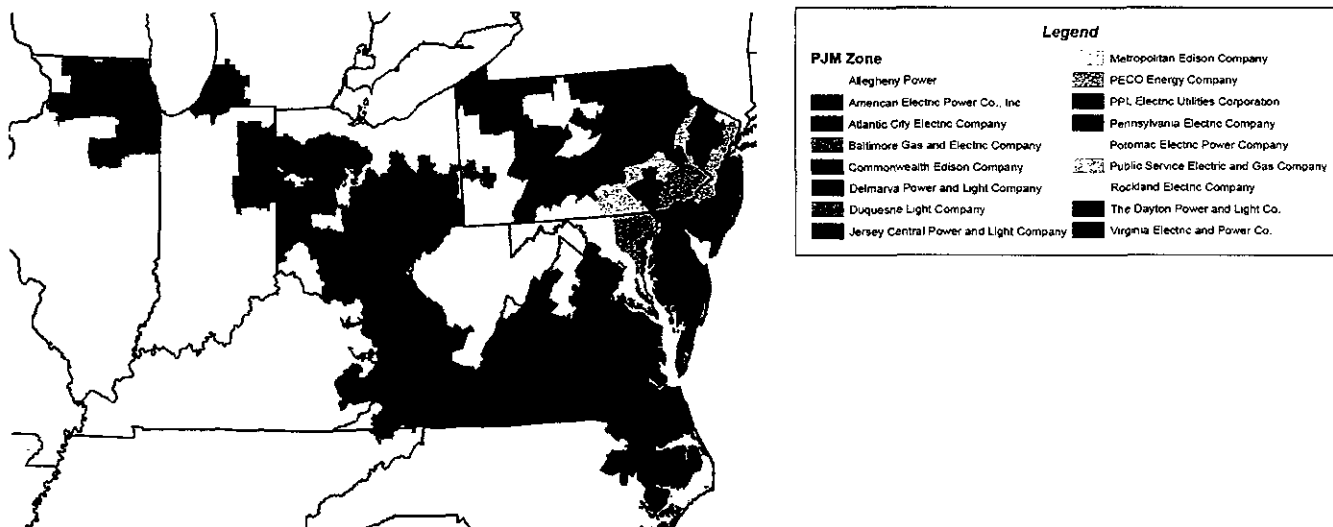 Legend
PJM Zone
Allegheny Power
American Electric Power Co., Inc
Atlantic City Electric Company
Baltimore Gas and Electric Company
Commonwealth Edison Company
Delmarva Power and Light Company
Duquesne Light Company
Jersey Central Power and Light Company
Metropolitan Edison Company
PECO Energy Company
PPL Electric Utilities Corporation
Pennsylvania Electric Company
Potomac Electric Power Company
Public Service Electric and Gas Company
Rockland Electric Company
The Dayton Power and Light Co.
Virginia Electric and Power Co.